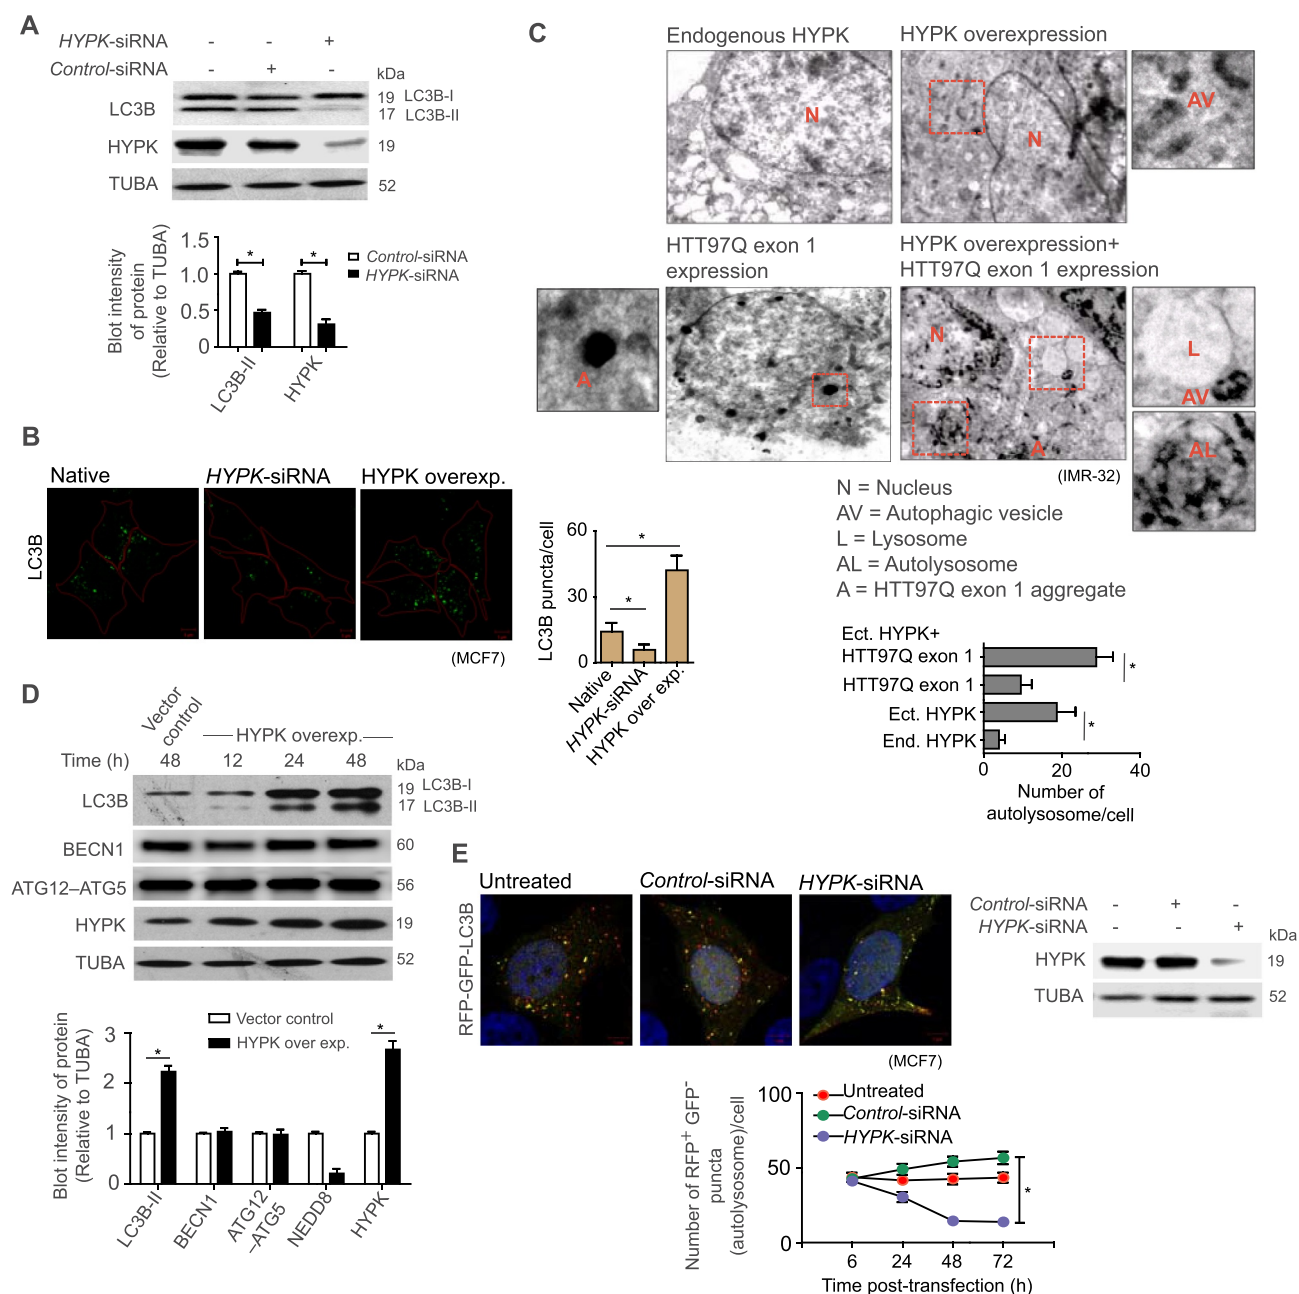 A
HYPK-siRNA - - +
Control-siRNA - + -
kDa
LC3B
19 LC3B-I
17 LC3B-II
HYPK 19
TUBA 52
Blot intensity
of protein
(Relative to TUBA)
1.5
1.0
0.5
0
* *
Control-siRNA
HYPK-siRNA
LC3B-II
HYPK
B
Native
HYPK-siRNA
HYPK overexp.
LC3B
(MCF7)
LC3B puncta/cell
60
30
0
*
*
Native
HYPK-siRNA
HYPK over exp.
C
Endogenous HYPK
N
HYPK overexpression
N
AV
HTT97Q exon 1
expression
A
HYPK overexpression+
HTT97Q exon 1 expression
N
A
L
AV
AL
(IMR-32)
N = Nucleus
AV = Autophagic vesicle
L = Lysosome
AL = Autolysosome
A = HTT97Q exon 1 aggregate
Ect. HYPK+
HTT97Q exon 1
HTT97Q exon 1
Ect. HYPK
End. HYPK
*
*
0 20 40
Number of
autolysosome/cell
D
Vector
control
HYPK overexp.
Time (h) 48 12 24 48
kDa
LC3B
19 LC3B-I
17 LC3B-II
BECN1 60
ATG12–ATG5 56
HYPK 19
TUBA 52
Blot intensity of protein
(Relative to TUBA)
3
2
1
0
Vector control
HYPK over exp.
* *
LC3B-II
BECN1
ATG12
–ATG5
NEDD8
HYPK
E
Untreated
Control-siRNA
HYPK-siRNA
RFP-GFP-LC3B
(MCF7)
Control-siRNA - + -
HYPK-siRNA - - +
kDa
HYPK 19
TUBA 52
Number of RFP+ GFP-
puncta
(autolysosome)/cell
100
50
0
Untreated
Control-siRNA
HYPK-siRNA
*
6 24 48 72
Time post-transfection (h)